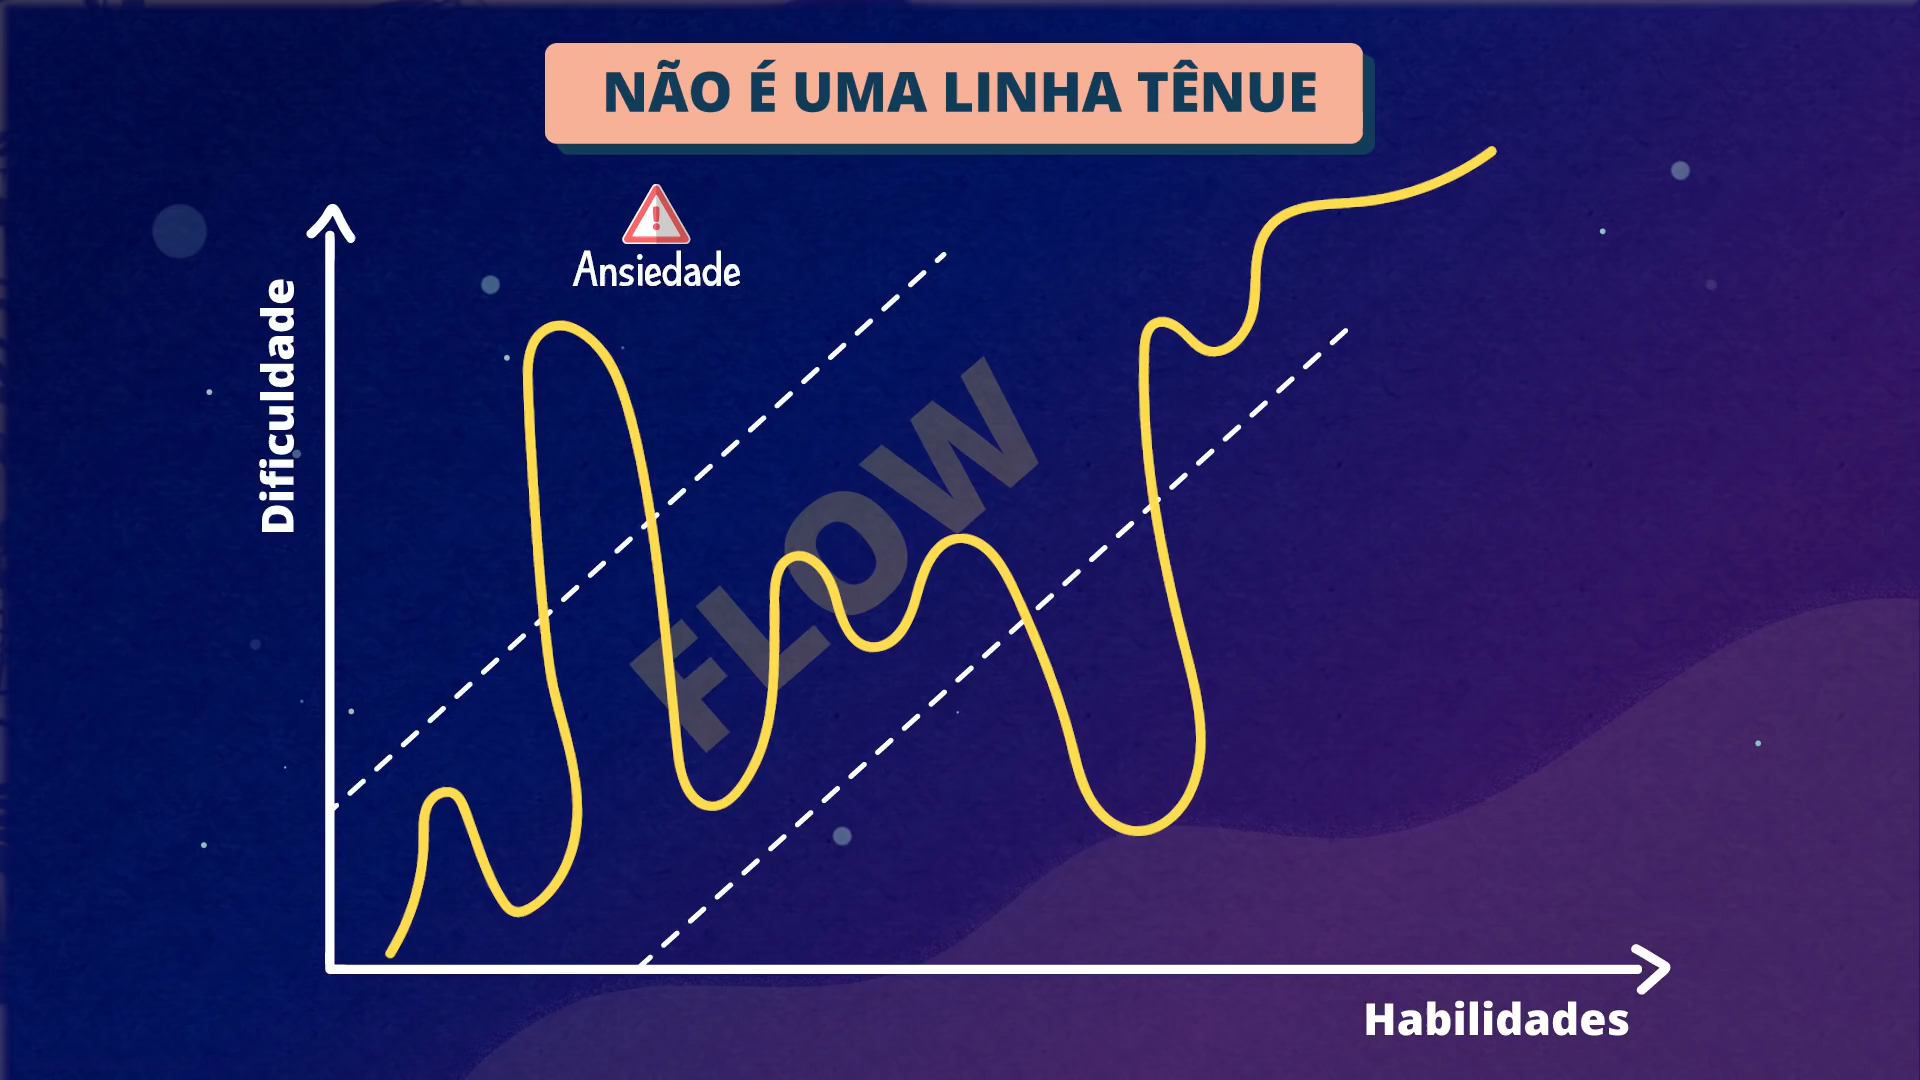 NÃO É UMA LINHA TÊNUE
!
Ansiedade
Dificuldade
FLOW
Habilidades